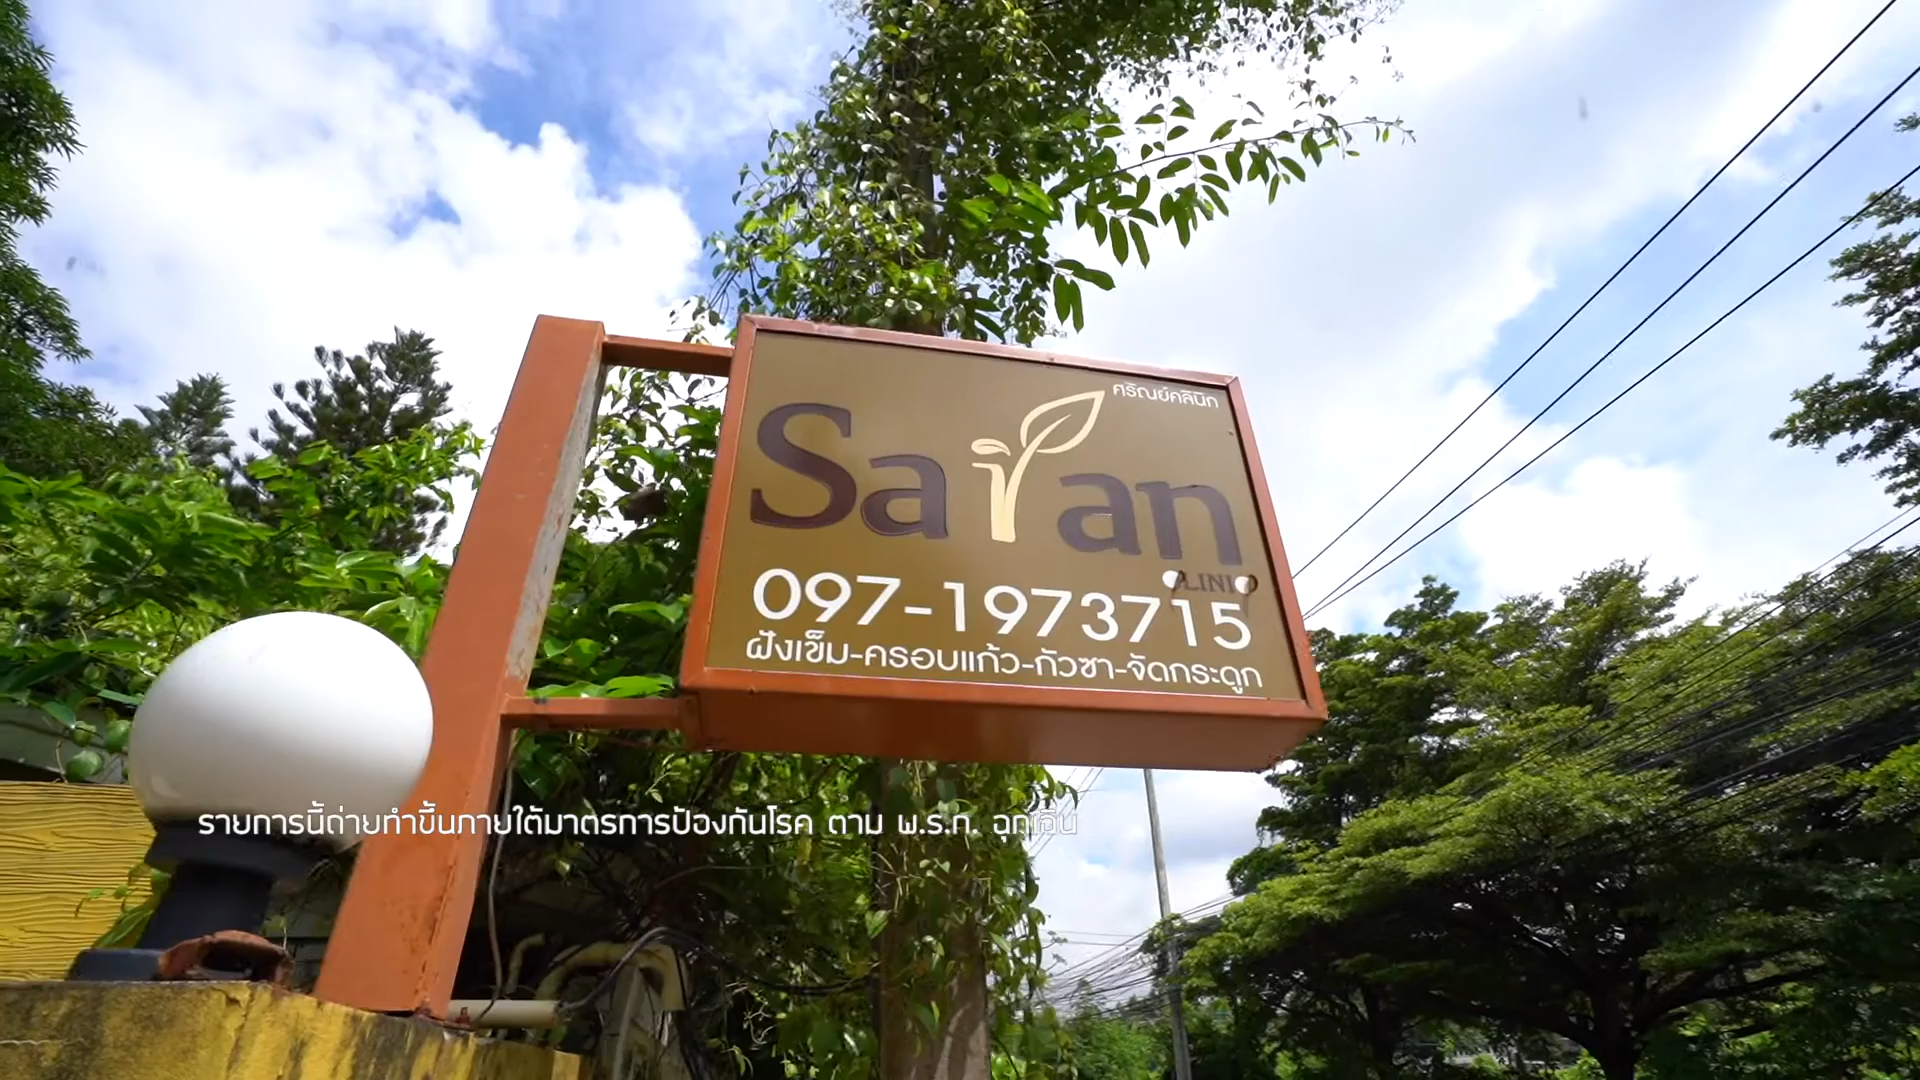 ศรัณย์คลินิก
Saran
CLINIC
097-1973715
ฝังเข็ม-ครอบแก้ว-กัวซา-จัดกระดูก
รายการนี้ถ่ายทำขึ้นภายใต้มาตรการป้องกันโรค ตาม พ.ร.ก. ฉุกเฉิน